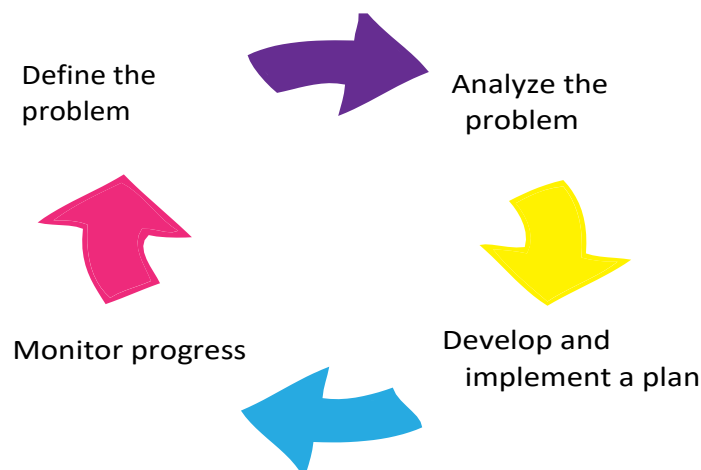 Define the
problem
Analyze the
problem
Develop and
implement a plan
Monitor progress